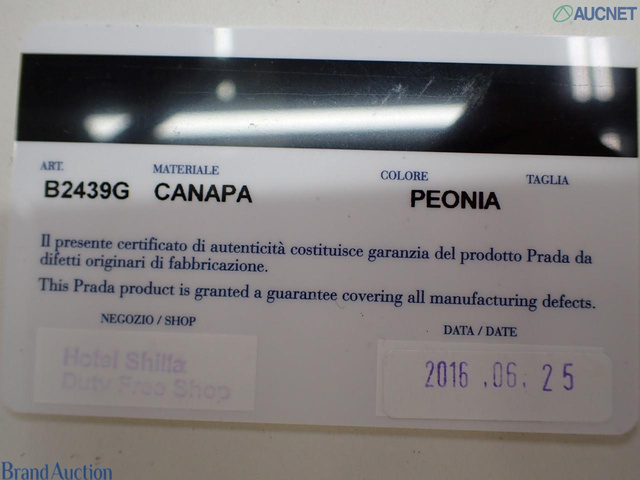 AUCNET
ART. MATERIALE COLORE TAGLIA
B2439G CANAPA PEONIA
Il presente certificato di autenticità costituisce garanzia del prodotto Prada da
difetti originari di fabbricazione.
This Prada product is granted a guarantee covering all manufacturing defects.
NEGOZIO / SHOP DATA / DATE
Hotel Shilla
Duty Free Shop
2016 .06. 25
Brand Auction